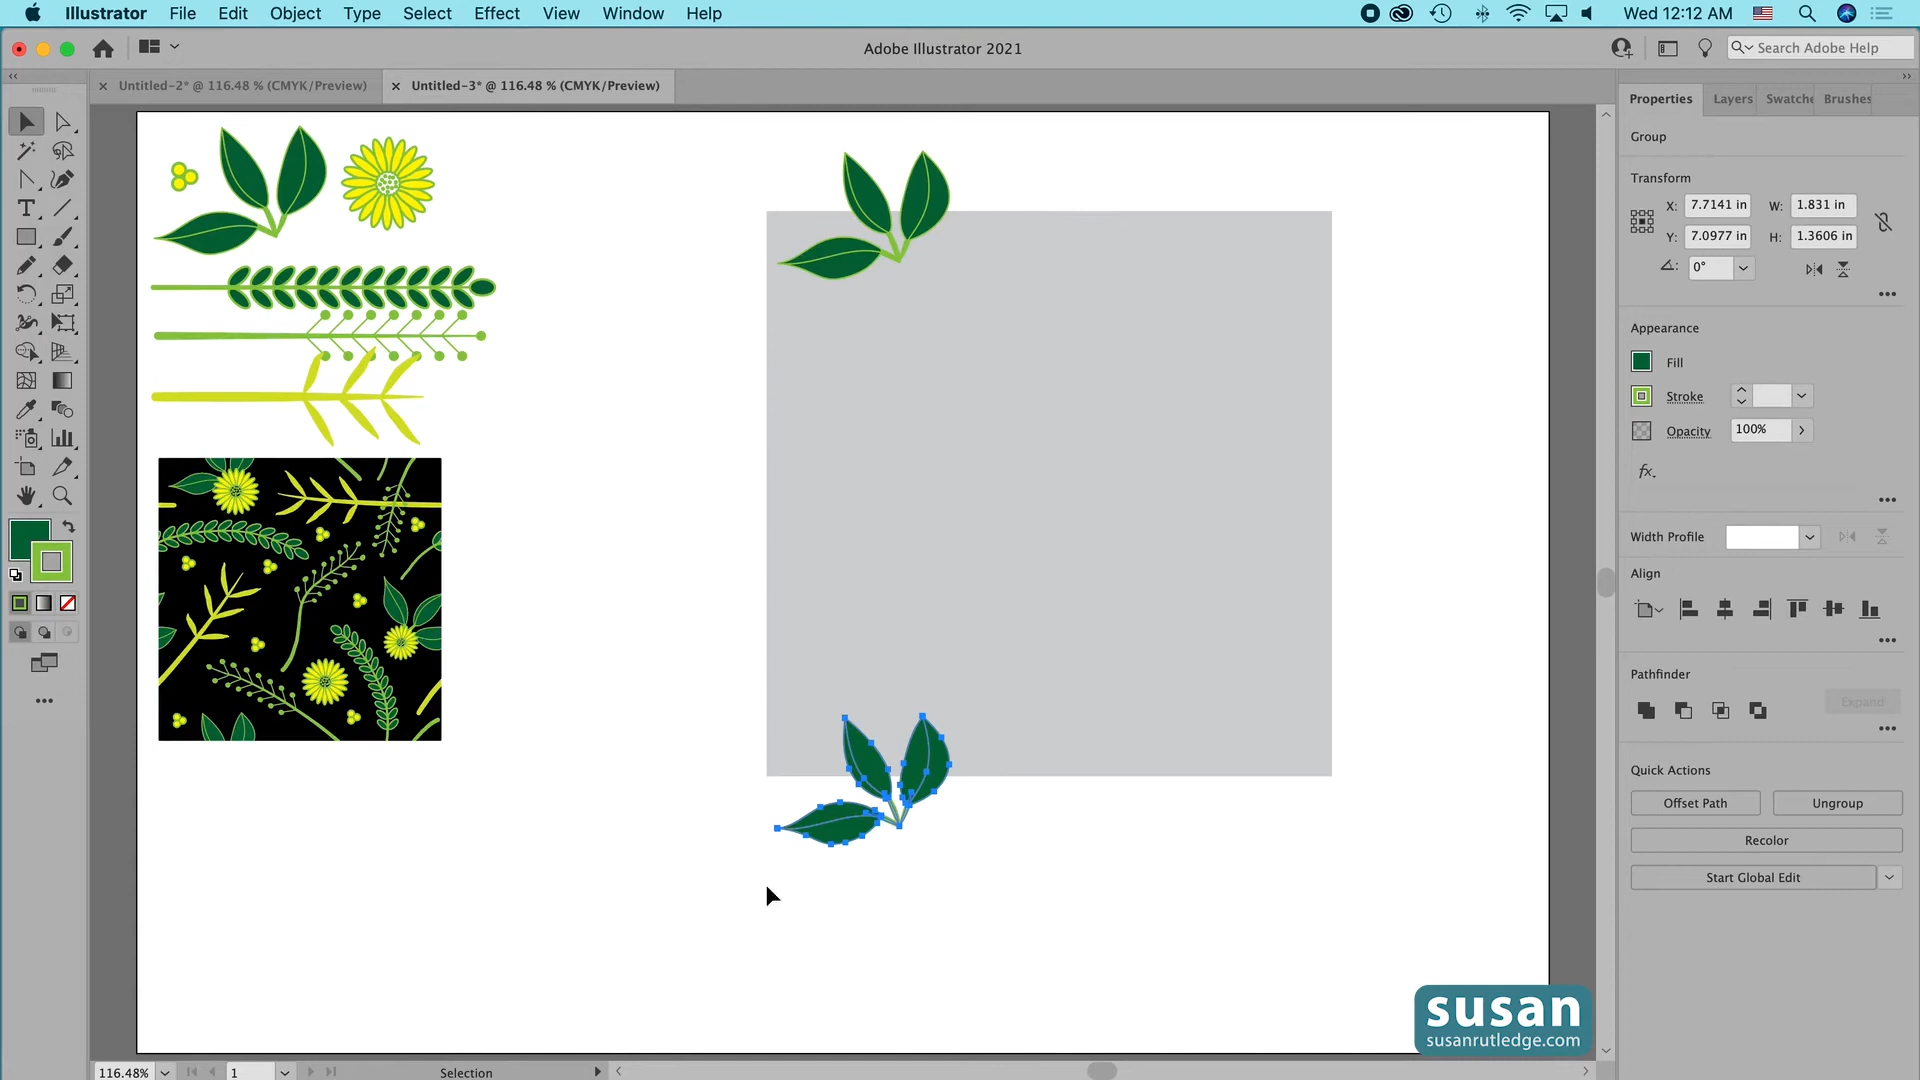 Illustrator File Edit Object Type Select Effect View Window Help
Wed 12:12 AM
Adobe Illustrator 2021
Search Adobe Help
Untitled-2* @ 116.48 % (CMYK/Preview)
Untitled-3* @ 116.48 % (CMYK/Preview)
Properties Layers Swatche Brushes
Group
Transform
X: 7.7141 in W: 1.831 in
Y: 7.0977 in H: 1.3606 in
0°
Appearance
Fill
Stroke
Opacity 100%
fx.
Width Profile
Align
Pathfinder
Expand
Quick Actions
Offset Path Ungroup
Recolor
Start Global Edit
susan
susanrutledge.com
116.48% 1 Selection